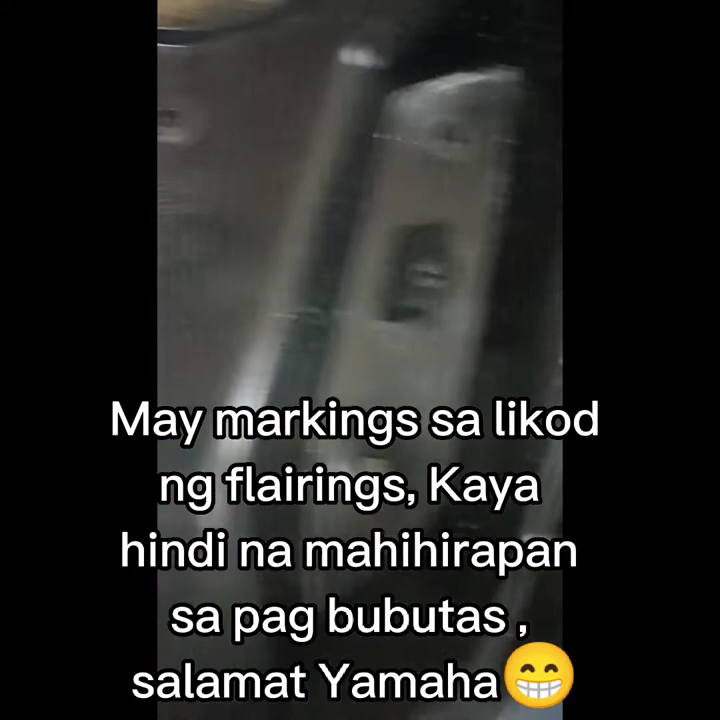 May markings sa likod
ng flairings, Kaya
hindi na mahihirapan
sa pag bubutas ,
salamat Yamaha😁